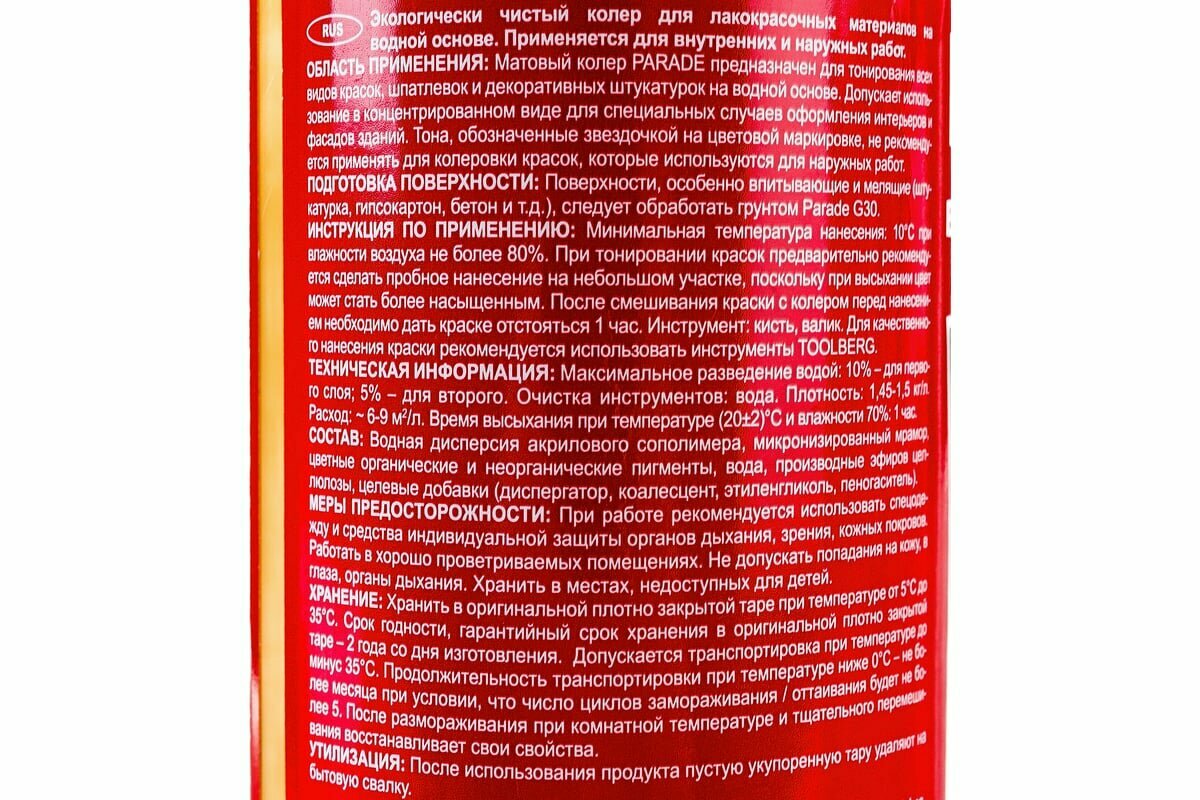 RUS
Экологически чистый колер для лакокрасочных материалов на
водной основе. Применяется для внутренних и наружных работ.
ОБЛАСТЬ ПРИМЕНЕНИЯ: Матовый колер PARADE предназначен для тонирования всех
видов красок, шпатлевок и декоративных штукатурок на водной основе. Допускает исполь-
зование в концентрированном виде для специальных случаев оформления интерьеров и
фасадов зданий. Тона, обозначенные звездочкой на цветовой маркировке, не рекоменду-
ется применять для колеровки красок, которые используются для наружных работ.
ПОДГОТОВКА ПОВЕРХНОСТИ: Поверхности, особенно впитывающие и мелящие (шту-
катурка, гипсокартон, бетон и т.д.), следует обработать грунтом Parade G30.
ИНСТРУКЦИЯ ПО ПРИМЕНЕНИЮ: Минимальная температура нанесения: 10°С при
влажности воздуха не более 80%. При тонировании красок предварительно рекоменду-
ется сделать пробное нанесение на небольшом участке, поскольку при высыхании цвет
может стать более насыщенным. После смешивания краски с колером перед нанесени-
ем необходимо дать краске отстояться 1 час. Инструмент: кисть, валик. Для качественно-
го нанесения краски рекомендуется использовать инструменты TOOLBERG.
ТЕХНИЧЕСКАЯ ИНФОРМАЦИЯ: Максимальное разведение водой: 10% – для перво-
го слоя; 5% – для второго. Очистка инструментов: вода. Плотность: 1,45-1,5 кг/л.
Расход: ~ 6-9 м²/л. Время высыхания при температуре (20±2)°С и влажности 70%: 1 час.
СОСТАВ: Водная дисперсия акрилового сополимера, микронизированный мрамор,
цветные органические и неорганические пигменты, вода, производные эфиров цел-
люлозы, целевые добавки (диспергатор, коалесцент, этиленгликоль, пеногаситель).
МЕРЫ ПРЕДОСТОРОЖНОСТИ: При работе рекомендуется использовать спецоде-
жду и средства индивидуальной защиты органов дыхания, зрения, кожных покровов.
Работать в хорошо проветриваемых помещениях. Не допускать попадания на кожу, в
глаза, органы дыхания. Хранить в местах, недоступных для детей.
ХРАНЕНИЕ: Хранить в оригинальной плотно закрытой таре при температуре от 5°С до
35°С. Срок годности, гарантийный срок хранения в оригинальной плотно закрытой
таре – 2 года со дня изготовления. Допускается транспортировка при температуре до
минус 35°С. Продолжительность транспортировки при температуре ниже 0°С – не бо-
лее месяца при условии, что число циклов замораживания / оттаивания будет не бо-
лее 5. После размораживания при комнатной температуре и тщательного перемеши-
вания восстанавливает свои свойства.
УТИЛИЗАЦИЯ: После использования продукта пустую укупоренную тару удаляют на
бытовую свалку.